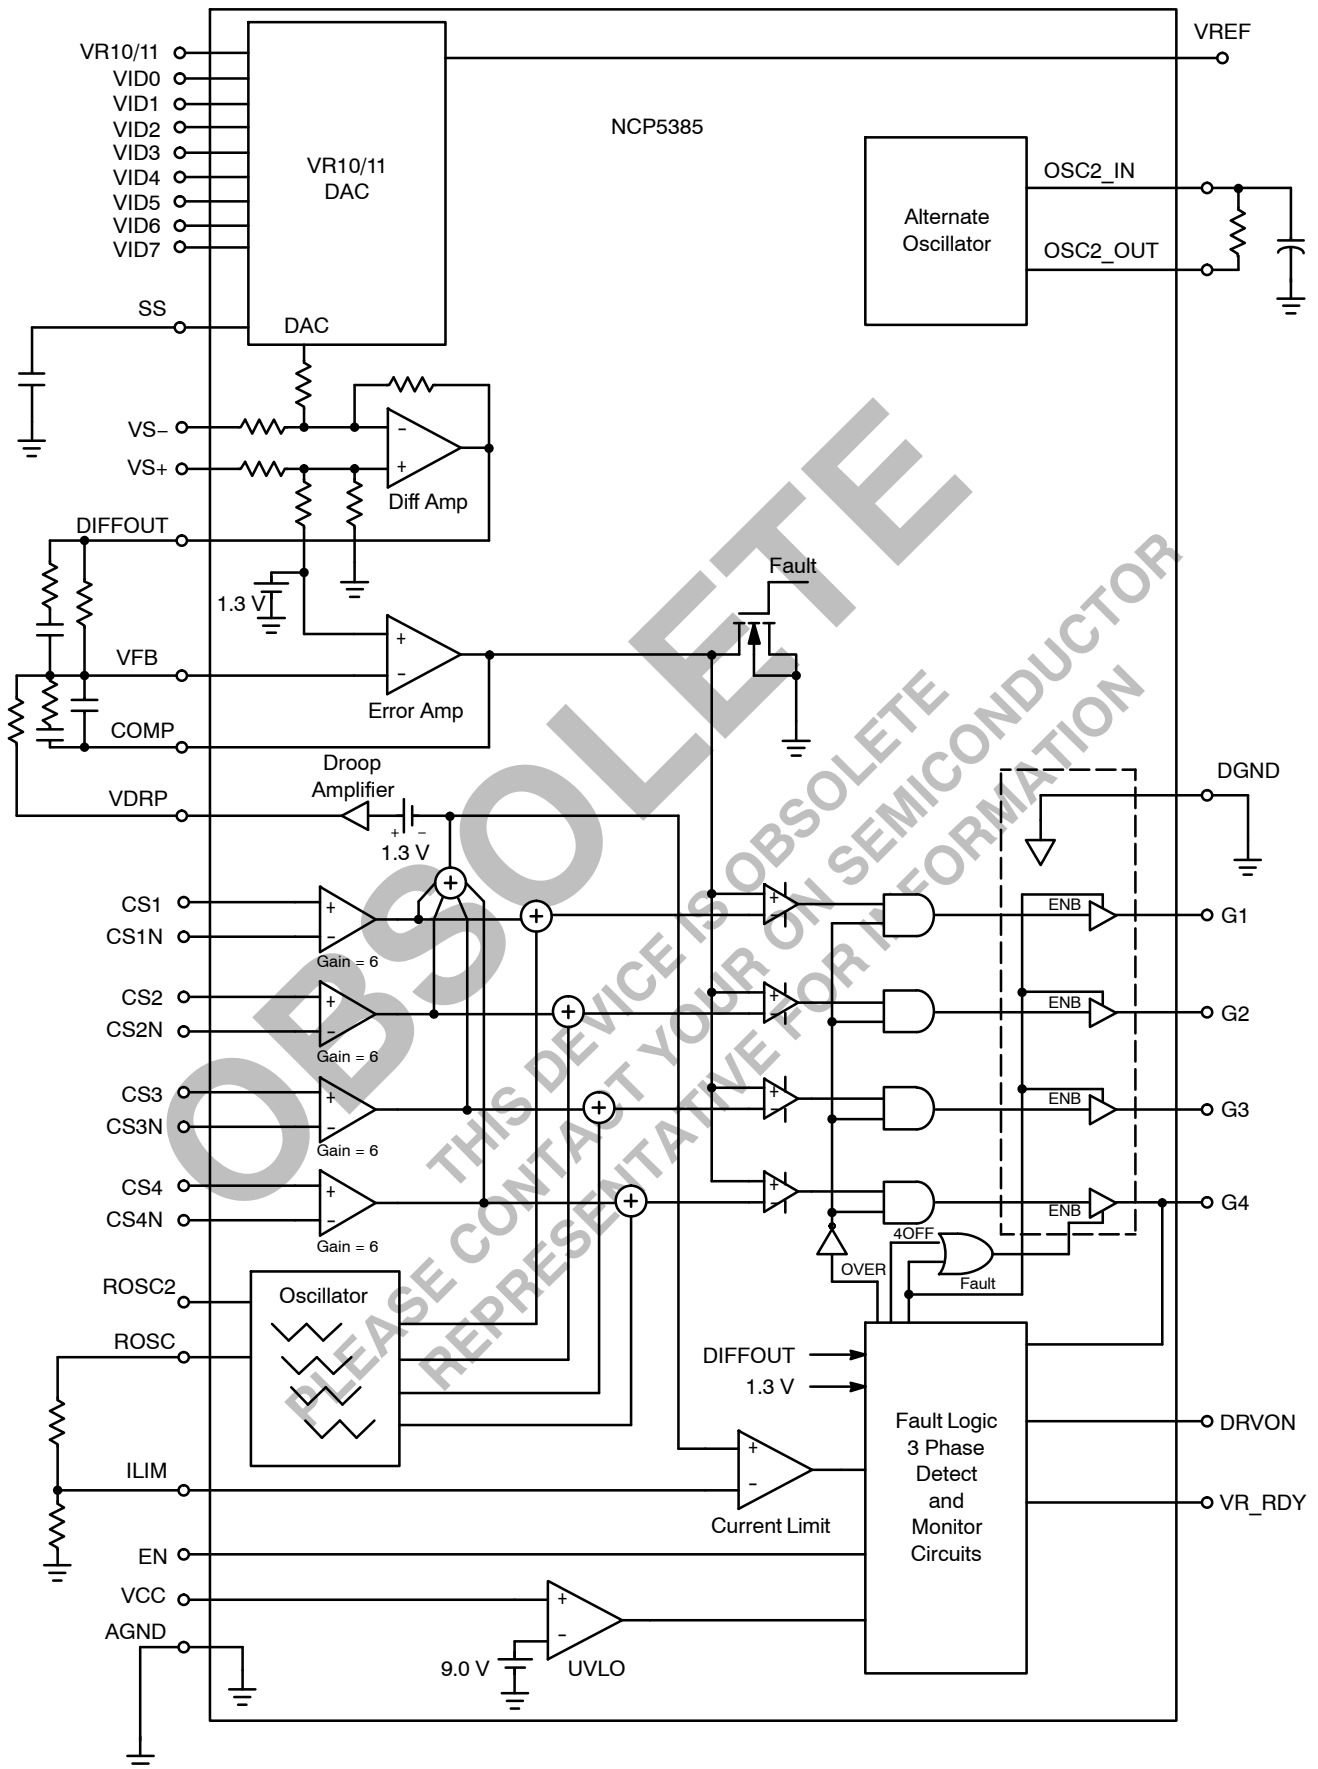 VREF
VR10/11
VID0
VID1
VID2
VID3
VID4
VID5
VID6
VID7
VR10/11
DAC
NCP5385
OSC2_IN
Alternate
Oscillator
OSC2_OUT
SS
DAC
VS−
VS+
−
+
Diff Amp
DIFFOUT
1.3 V
Fault
VFB
+
−
Error Amp
COMP
Droop
Amplifier
VDRP
+
−
1.3 V
DGND
CS1
CS1N
+
−
Gain = 6
+
+
+
−
ENB
G1
CS2
CS2N
+
−
Gain = 6
+
+
−
ENB
G2
CS3
CS3N
+
−
Gain = 6
+
+
−
ENB
G3
CS4
CS4N
+
−
Gain = 6
+
+
−
ENB
G4
4OFF
OVER
Fault
ROSC2
Oscillator
ROSC
DIFFOUT
1.3 V
Fault Logic
3 Phase
Detect
and
Monitor
Circuits
DRVON
VR_RDY
ILIM
+
−
Current Limit
EN
VCC
AGND
+
−
9.0 V
UVLO
OBSOLETE
THIS DEVICE IS OBSOLETE
PLEASE CONTACT YOUR ON SEMICONDUCTOR
REPRESENTATIVE FOR INFORMATION